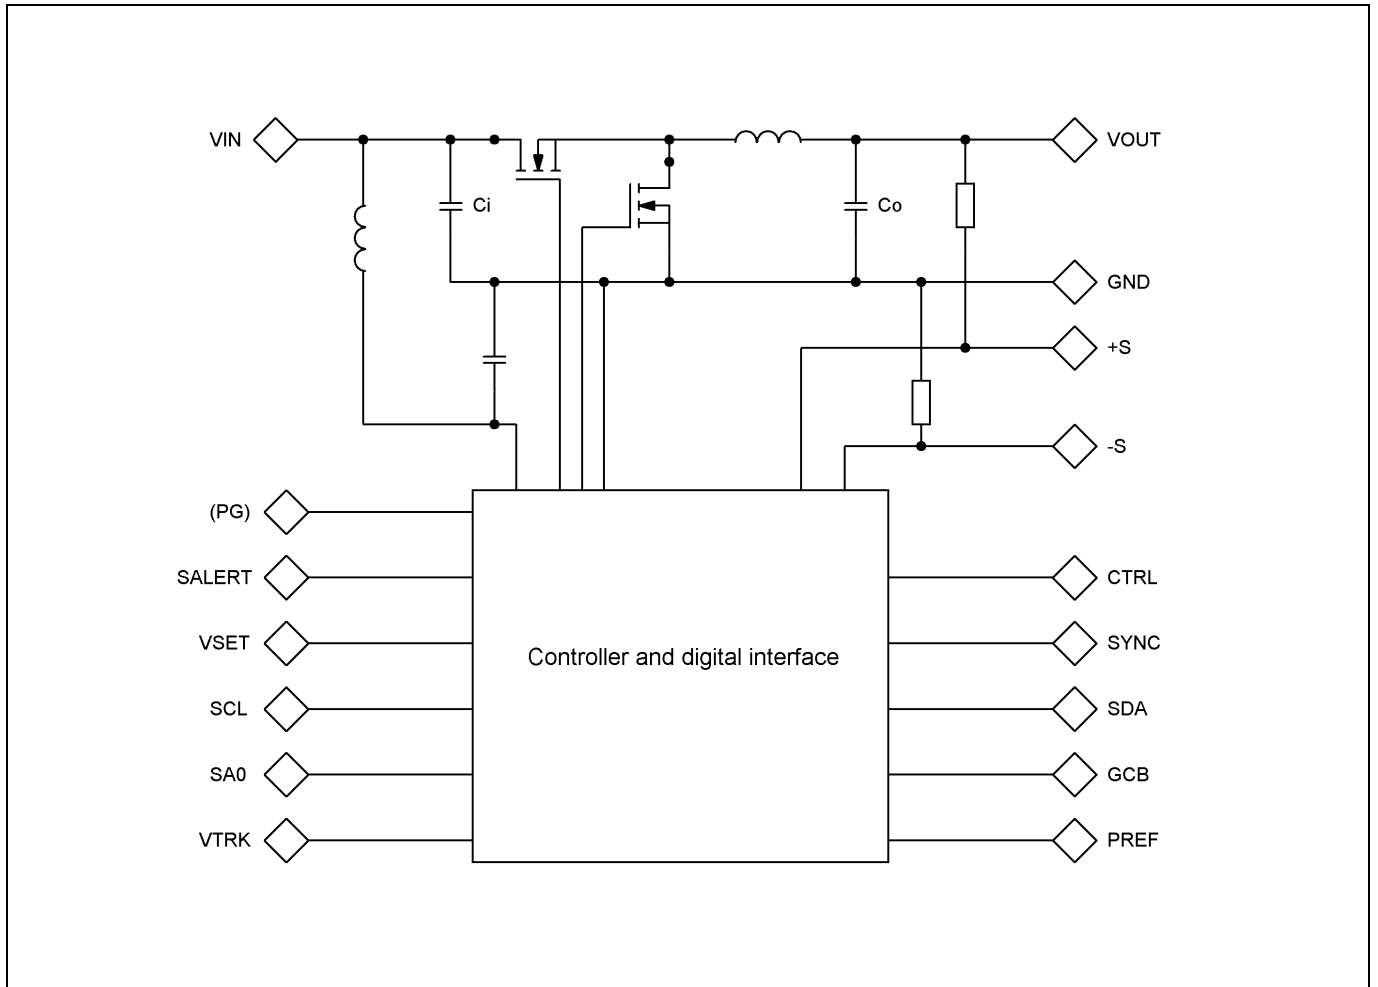 VIN
VOUT
Ci
Co
GND
+S
-S
(PG)
SALERT
CTRL
VSET
SYNC
Controller and digital interface
SCL
SDA
SA0
GCB
VTRK
PREF